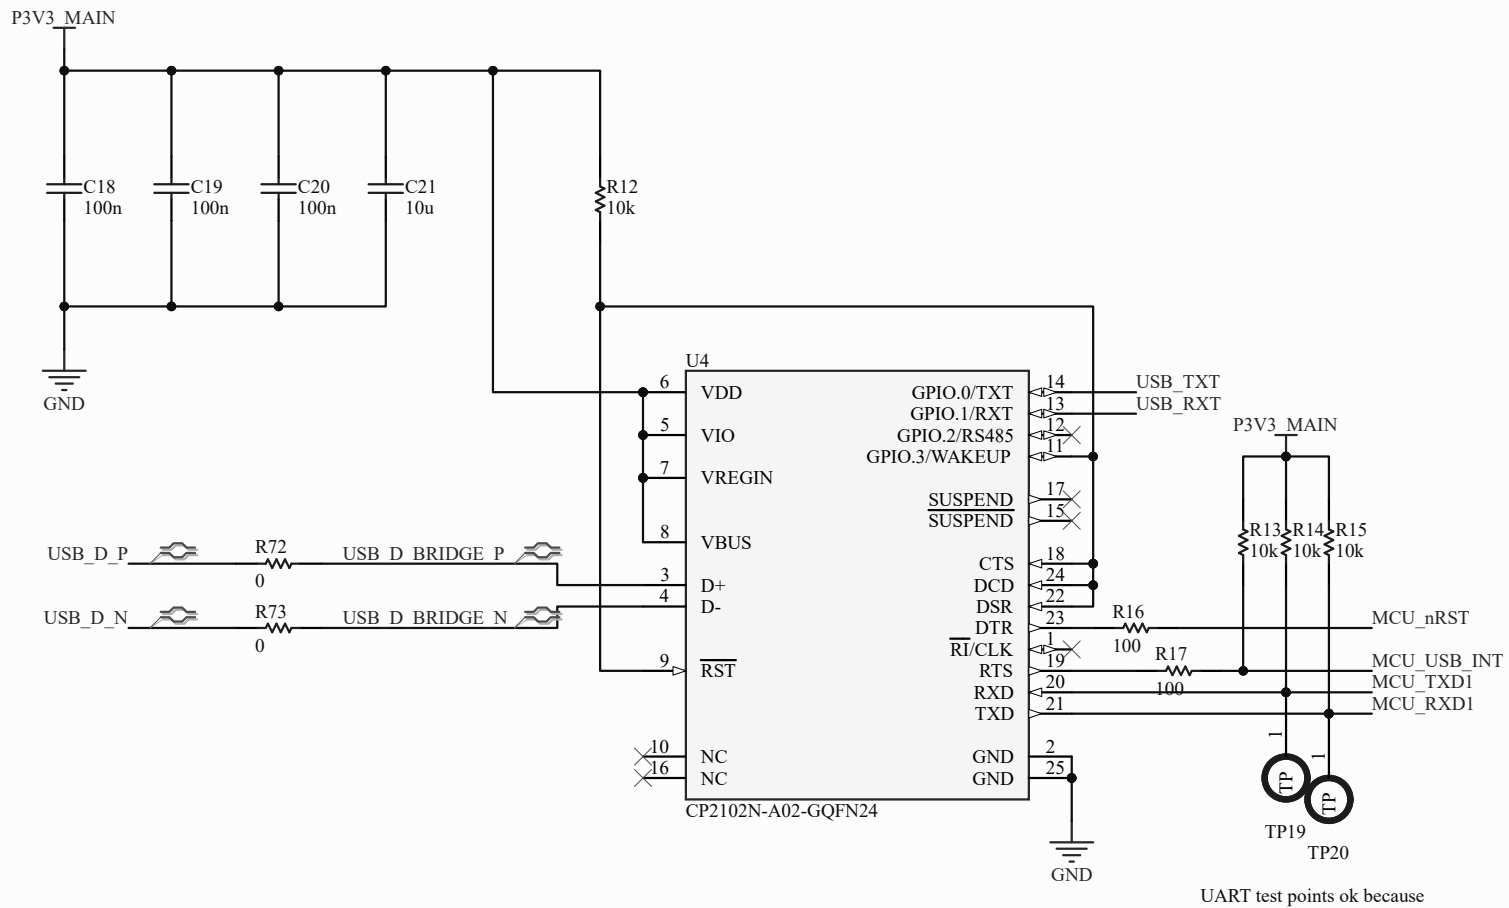 P3V3_MAIN
C18
100n
C19
100n
C20
100n
C21
10u
R12
10k
GND
U4
6 VDD
5 VIO
7 VREGIN
8 VBUS
3 D+
4 D-
9 RST
10 NC
16 NC
GPIO.0/TXT 14 USB_TXT
GPIO.1/RXT 13 USB_RXT
GPIO.2/RS485 12
GPIO.3/WAKEUP 11
SUSPEND 17
SUSPEND 15
CTS 18
DCD 24
DSR 22
DTR 23
RI/CLK 1
RTS 19
RXD 20
TXD 21
GND 2
GND 25
CP2102N-A02-GQFN24
USB_D_P
R72
0
USB_D_BRIDGE_P
USB_D_N
R73
0
USB_D_BRIDGE_N
P3V3_MAIN
R13
10k
R14
10k
R15
10k
R16
100
MCU_nRST
R17
100
MCU_USB_INT
MCU_TXD1
MCU_RXD1
1
1
TP
TP
TP19
TP20
GND
UART test points ok because